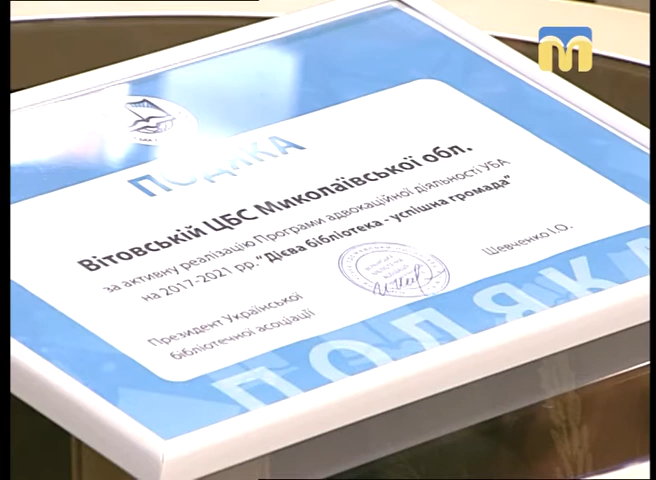 ПОДЯКА
Вітовській ЦБС Миколаївської обл.
за активну реалізацію Програми адвокаційної діяльності УБА
на 2017-2021 рр. "Дієва бібліотека - успішна громада"
Президент Української
бібліотечної асоціації
Шевченко І.О.
ПОДЯКА